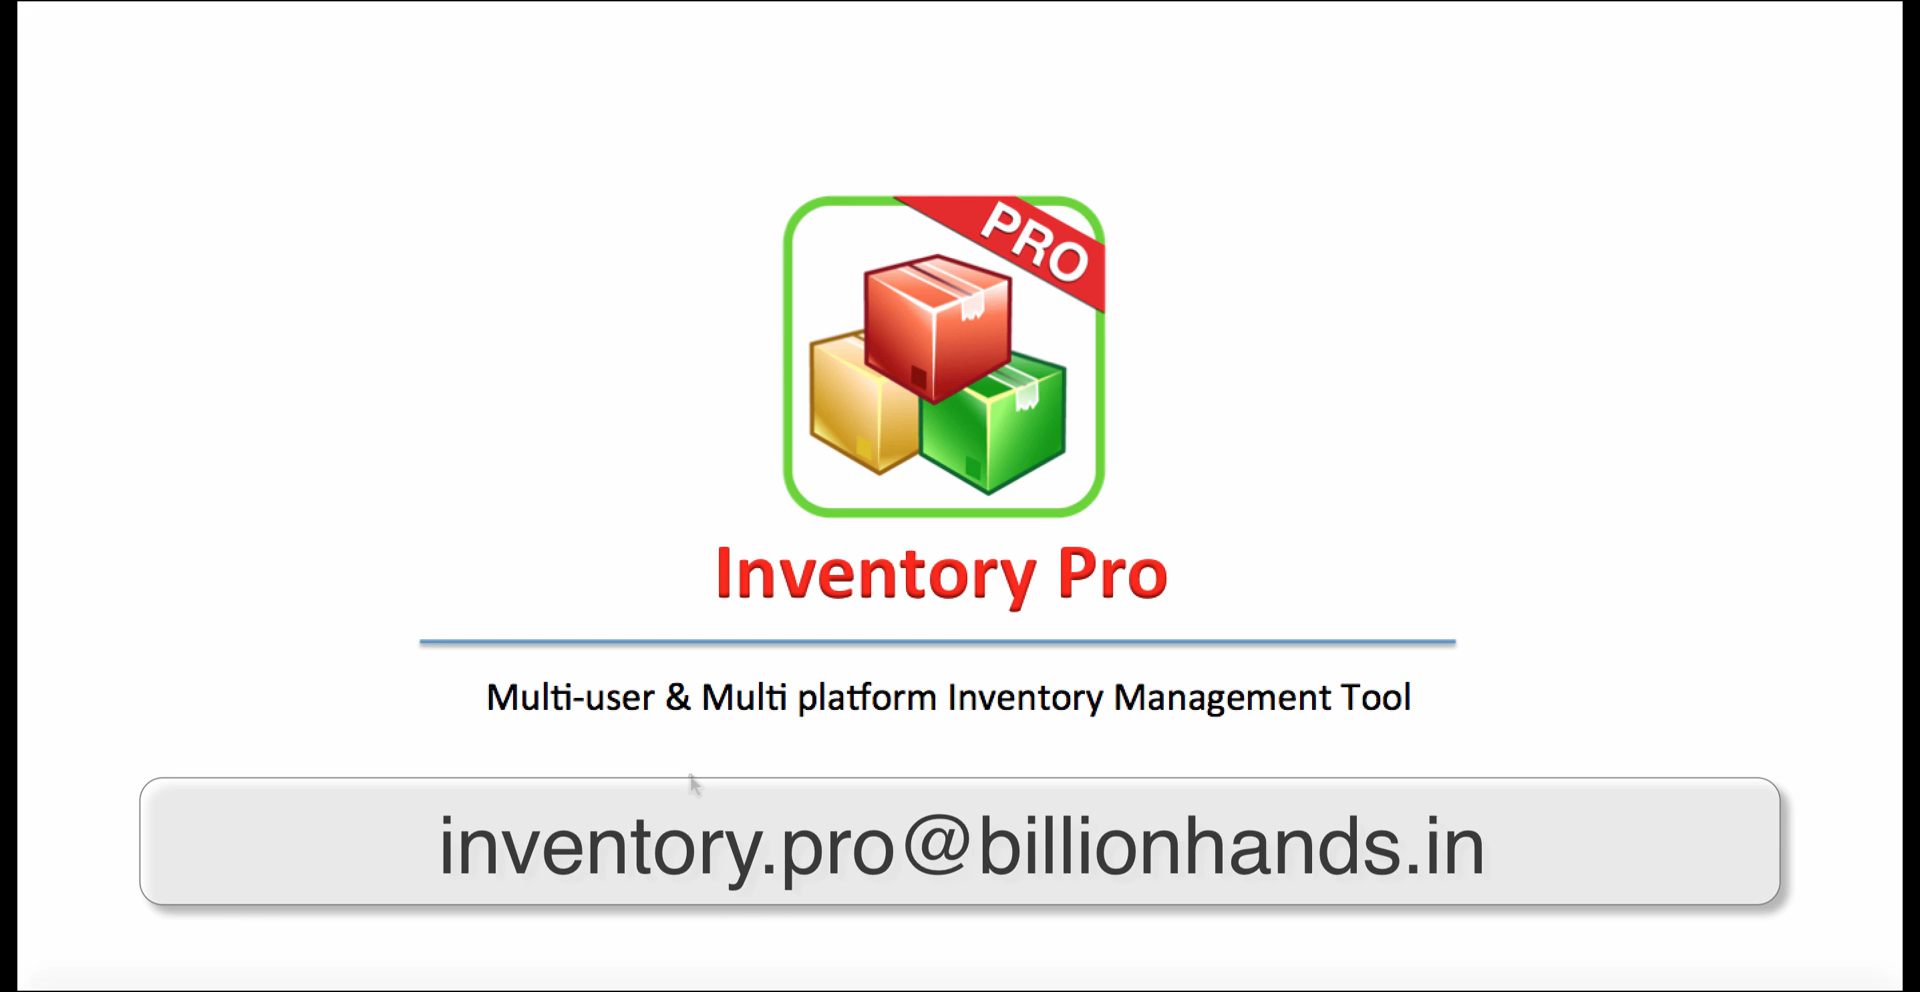 PRO
Inventory Pro
Multi-user & Multi platform Inventory Management Tool
inventory.pro@billionhands.in